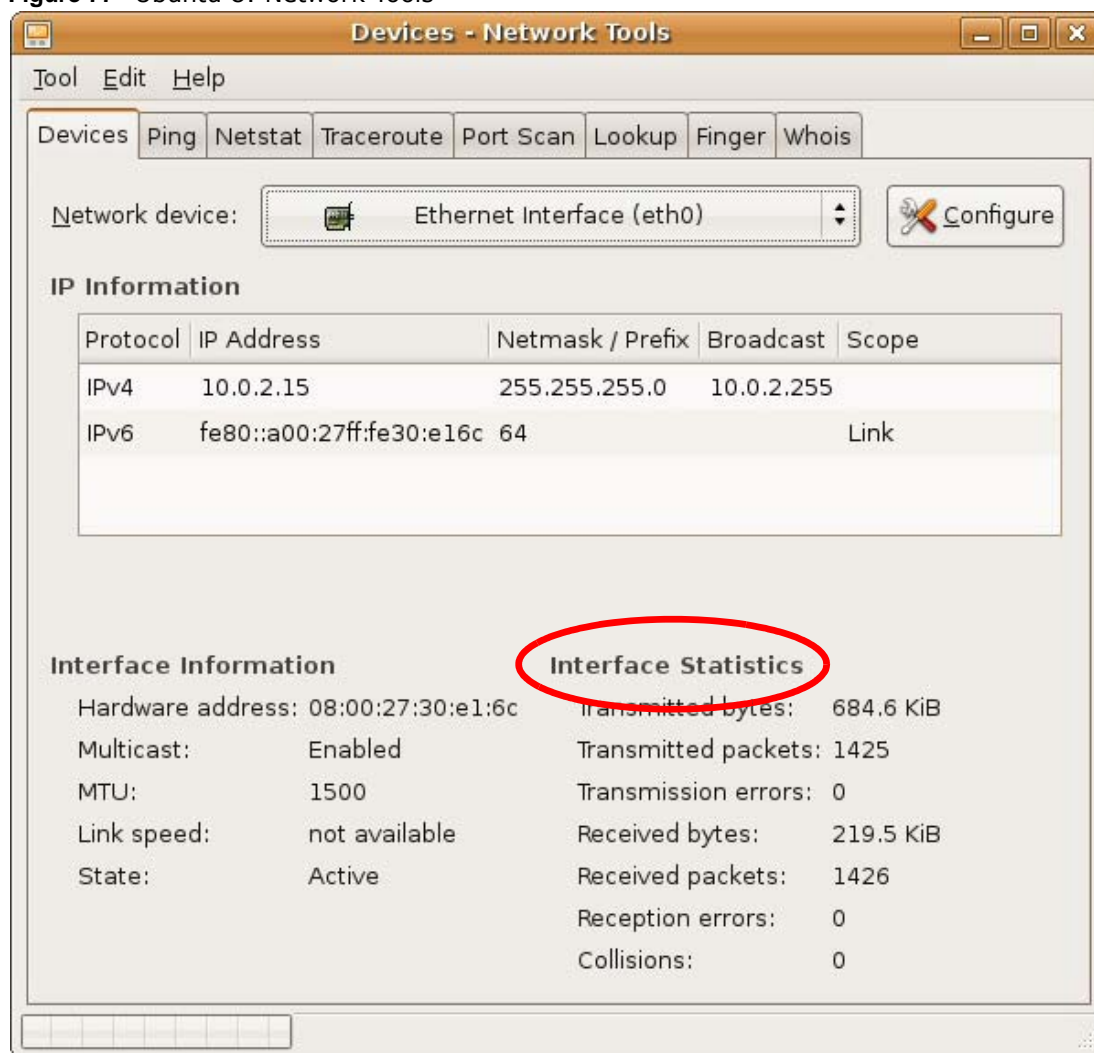 Devices - Network Tools
Tool Edit Help
Devices Ping Netstat Traceroute Port Scan Lookup Finger Whois
Network device: Ethernet Interface (eth0) Configure
IP Information
Protocol IP Address Netmask / Prefix Broadcast Scope
IPv4 10.0.2.15 255.255.255.0 10.0.2.255
IPv6 fe80::a00:27ff:fe30:e16c 64 Link
Interface Information
Hardware address: 08:00:27:30:e1:6c
Multicast: Enabled
MTU: 1500
Link speed: not available
State: Active
Interface Statistics
Transmitted bytes: 684.6 KiB
Transmitted packets: 1425
Transmission errors: 0
Received bytes: 219.5 KiB
Received packets: 1426
Reception errors: 0
Collisions: 0